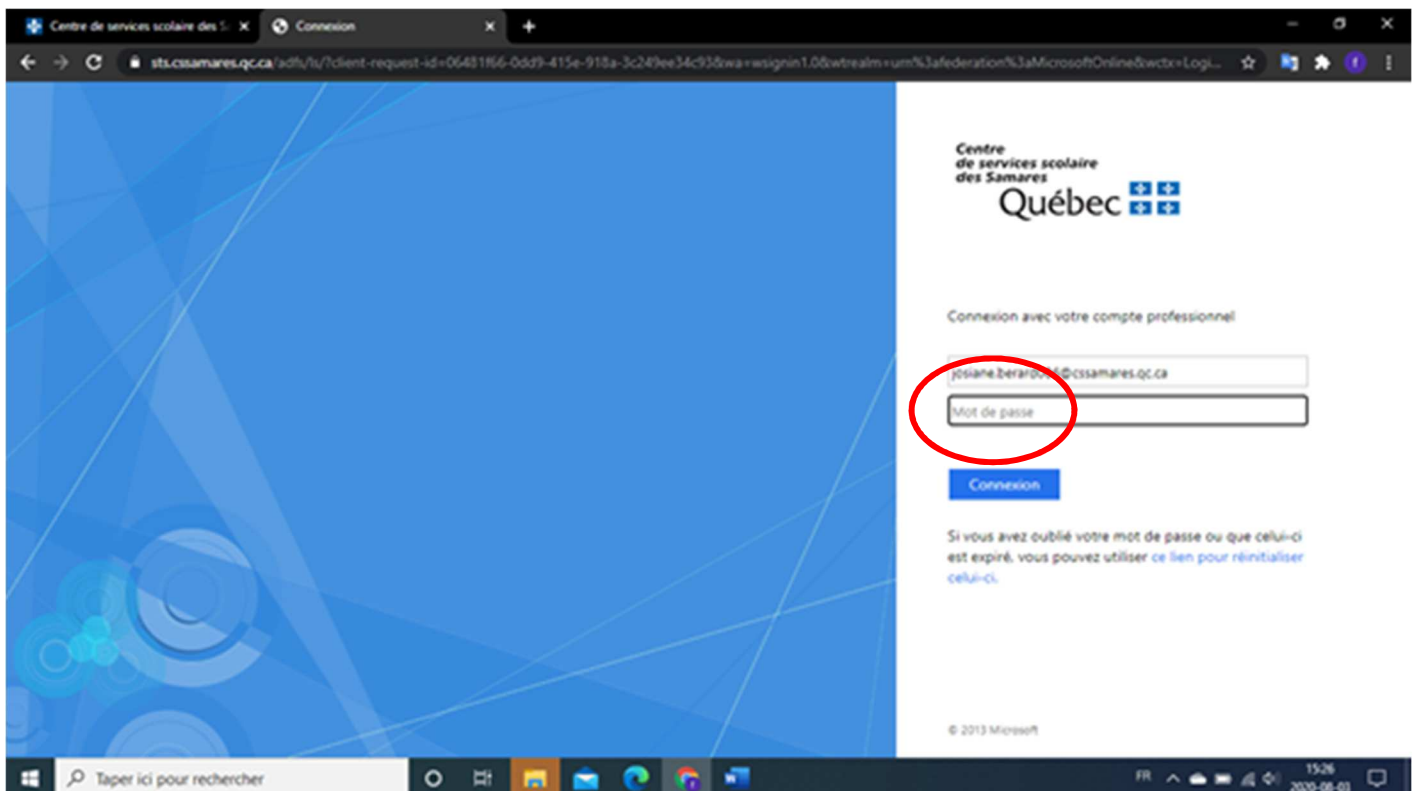 Centre de services scolaire des S
Connexion
sts.cssamares.qc.ca/adfs/ls/?client-request-id=06481f66-0dd9-415e-918a-3c249ee34c93&wa=wsignin1.0&wtrealm=urn%3afederation%3aMicrosoftOnline&wctx=Logi...
Centre
de services scolaire
des Samares
Québec
Connexion avec votre compte professionnel
@cssamares.qc.ca
Mot de passe
Connexion
Si vous avez oublié votre mot de passe ou que celui-ci
est expiré, vous pouvez utiliser ce lien pour réinitialiser
celui-ci.
© 2013 Microsoft
Taper ici pour rechercher
FR
15:26
2020-08-03